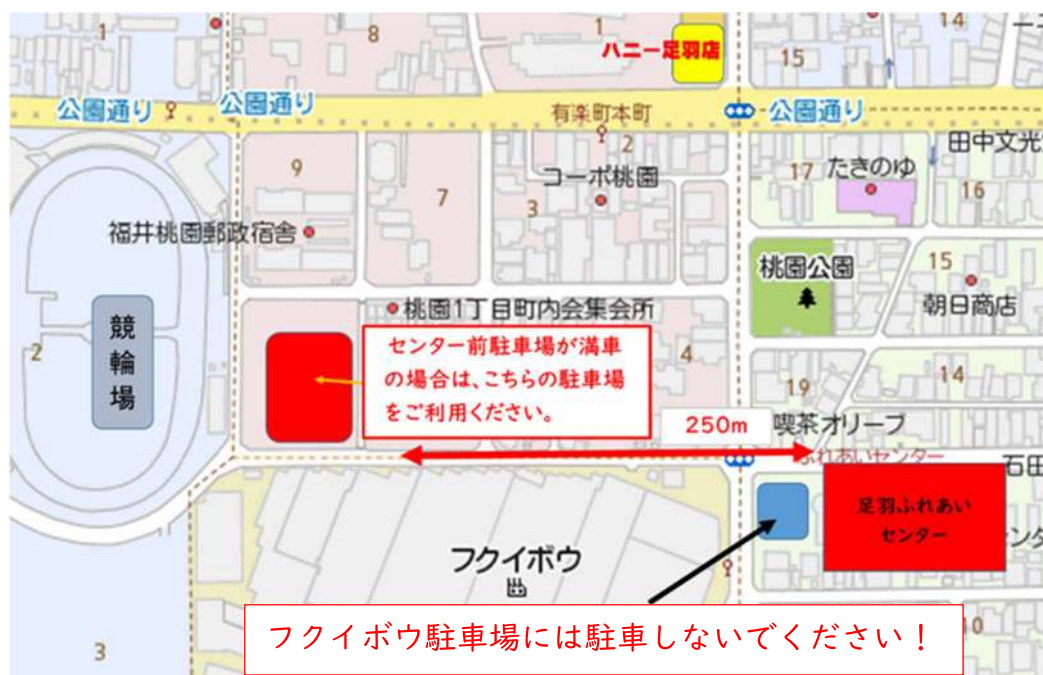 1
8
1
ハニー足羽店
15
14
公園通り
公園通り
有楽町本町
公園通り
9
7
2
コーポ桃園
3
17
たきのゆ
田中文光
16
福井桃園郵政宿舎
桃園公園
15
朝日商店
桃園1丁目町内会集会所
競
輪
場
2
センター前駐車場が満車
の場合は、こちらの駐車場
をご利用ください。
4
19
14
250m
喫茶オリーブ
ふれあいセンター
石田
足羽ふれあい
センター
ンタ
フクイボウ
フクイボウ駐車場には駐車しないでください！
10
3